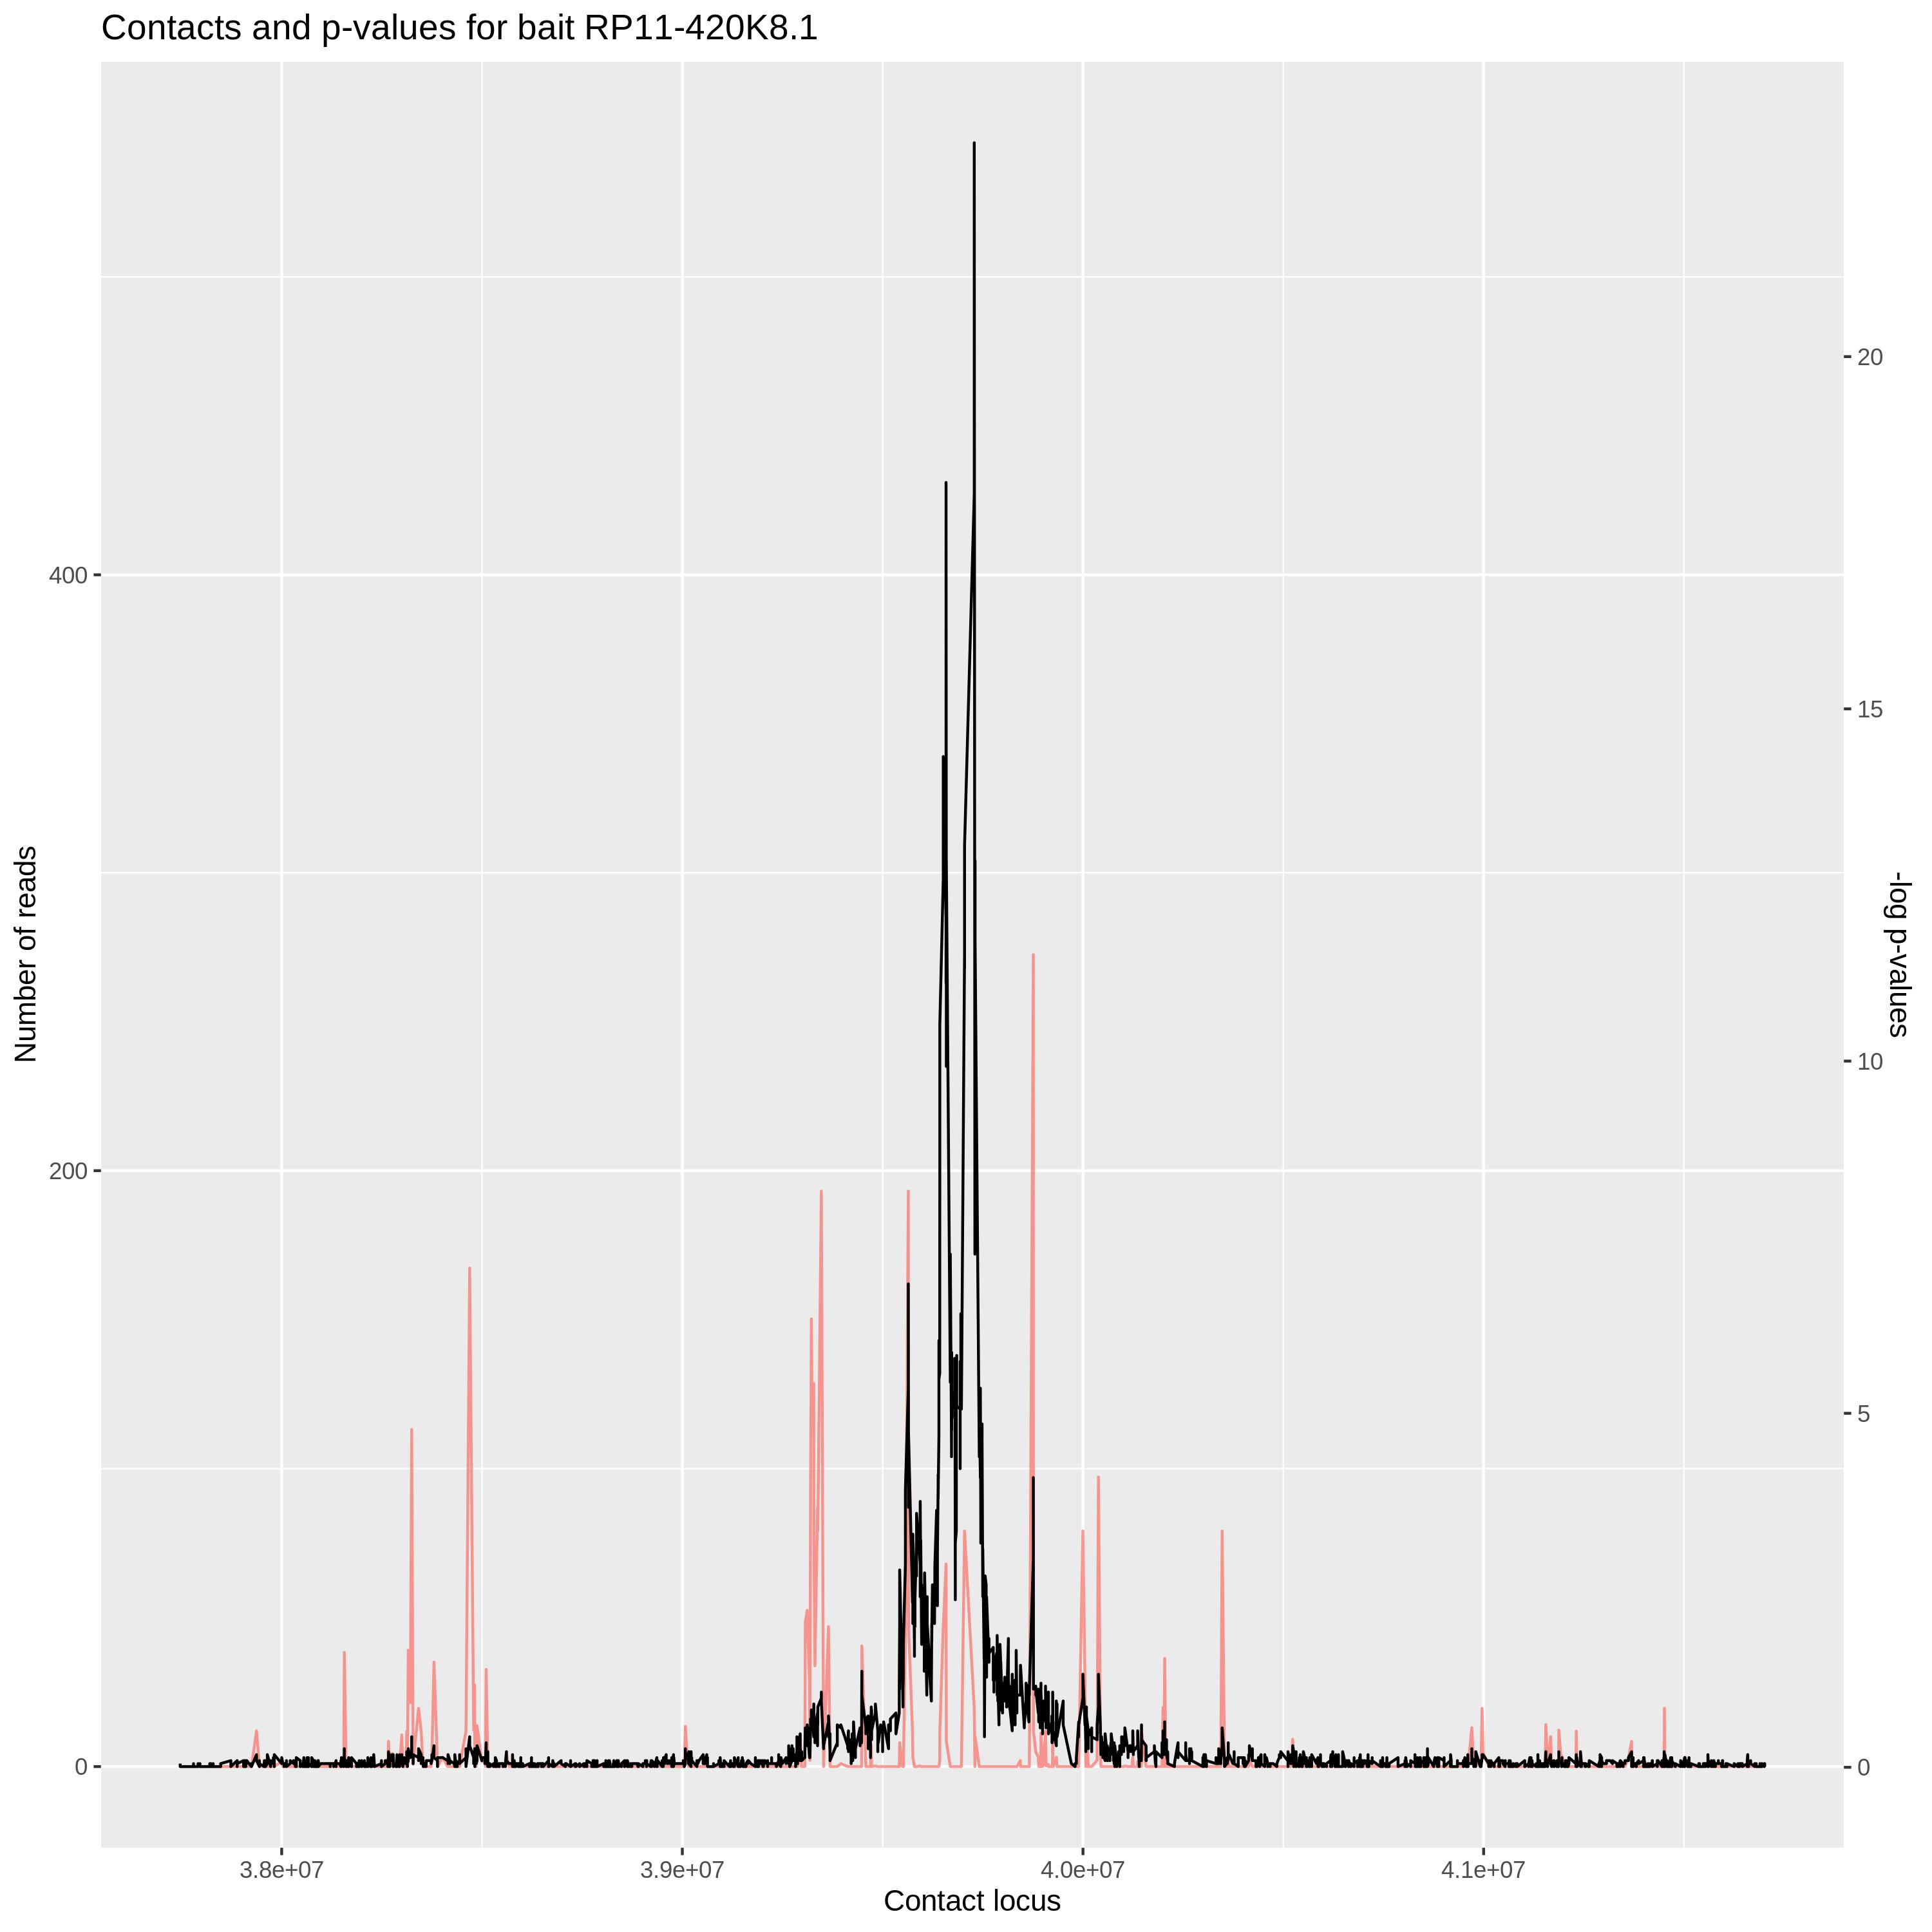 Contacts and p-values for bait RP11-420K8.1
Number of reads
400
200
0
20
15
10
5
0
-log p-values
3.8e+07
3.9e+07
4.0e+07
4.1e+07
Contact locus